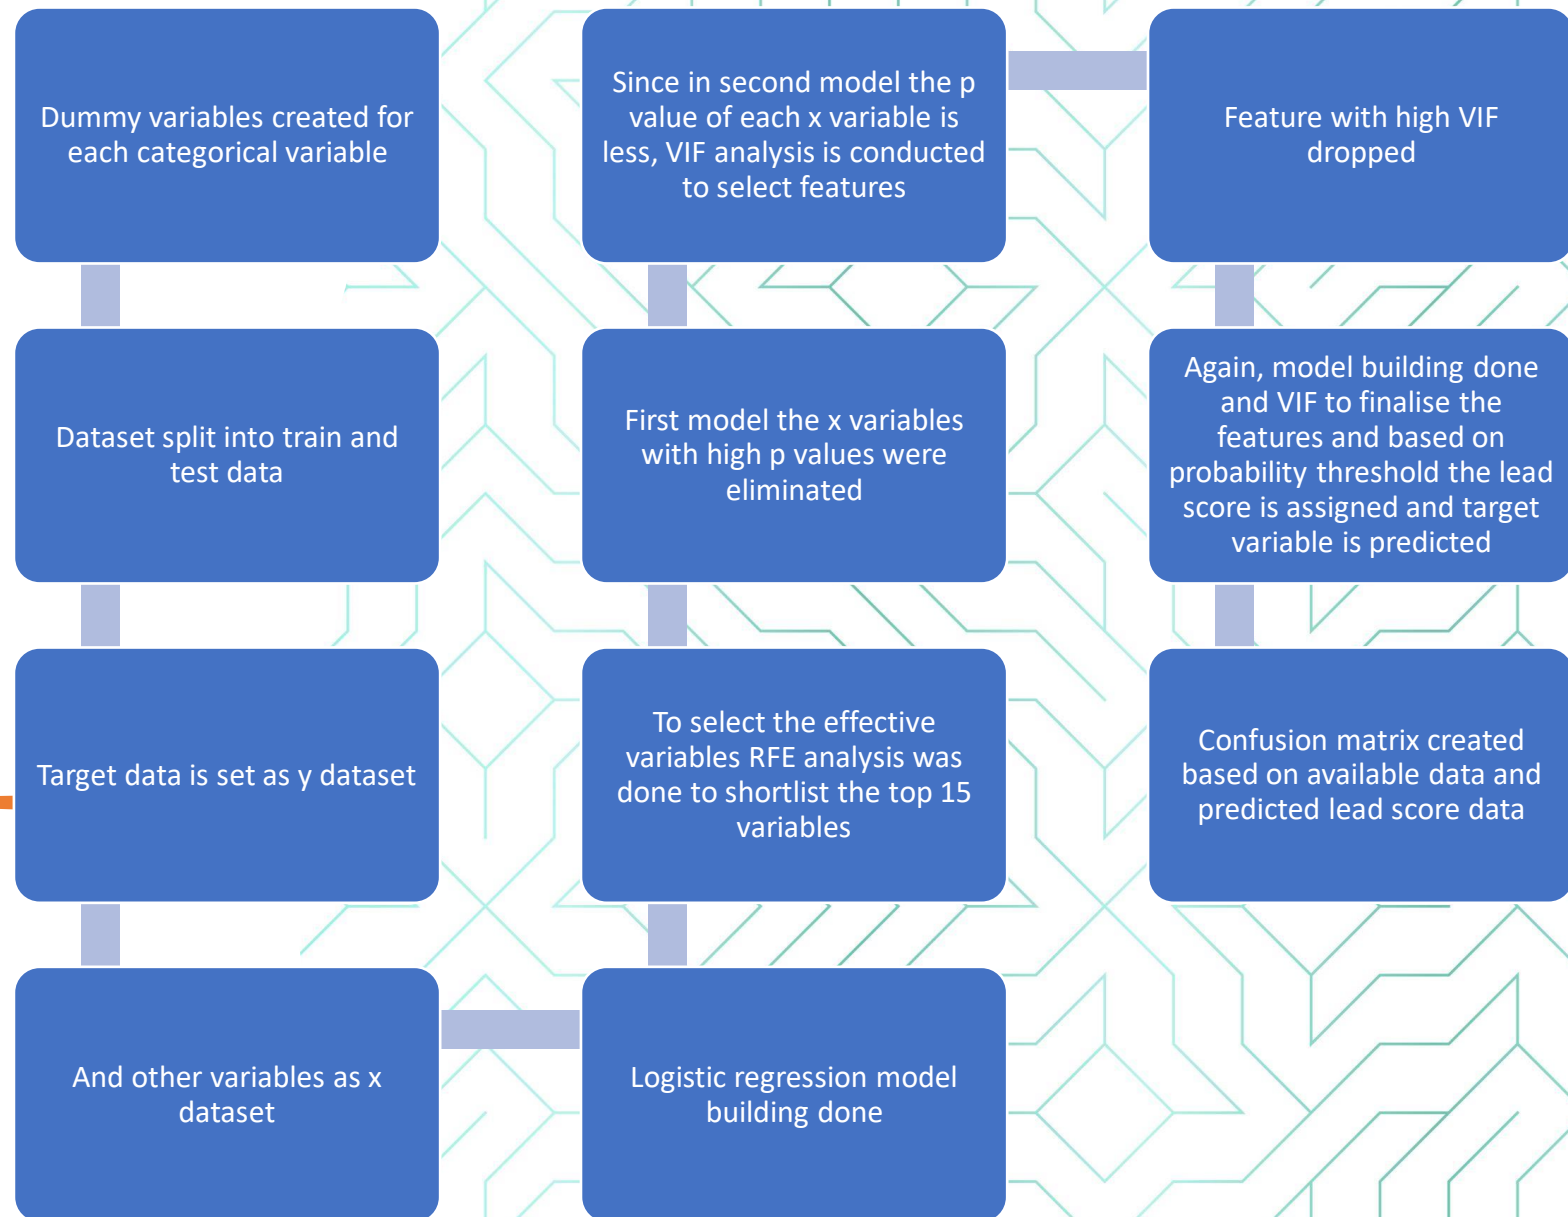 Dummy variables created for
each categorical variable
Dataset split into train and
test data
Target data is set as y dataset
And other variables as x
dataset
Logistic regression model
building done
To select the effective
variables RFE analysis was
done to shortlist the top 15
variables
First model the x variables
with high p values were
eliminated
Since in second model the p
value of each x variable is
less, VIF analysis is conducted
to select features
Feature with high VIF
dropped
Again, model building done
and VIF to finalise the
features and based on
probability threshold the lead
score is assigned and target
variable is predicted
Confusion matrix created
based on available data and
predicted lead score data